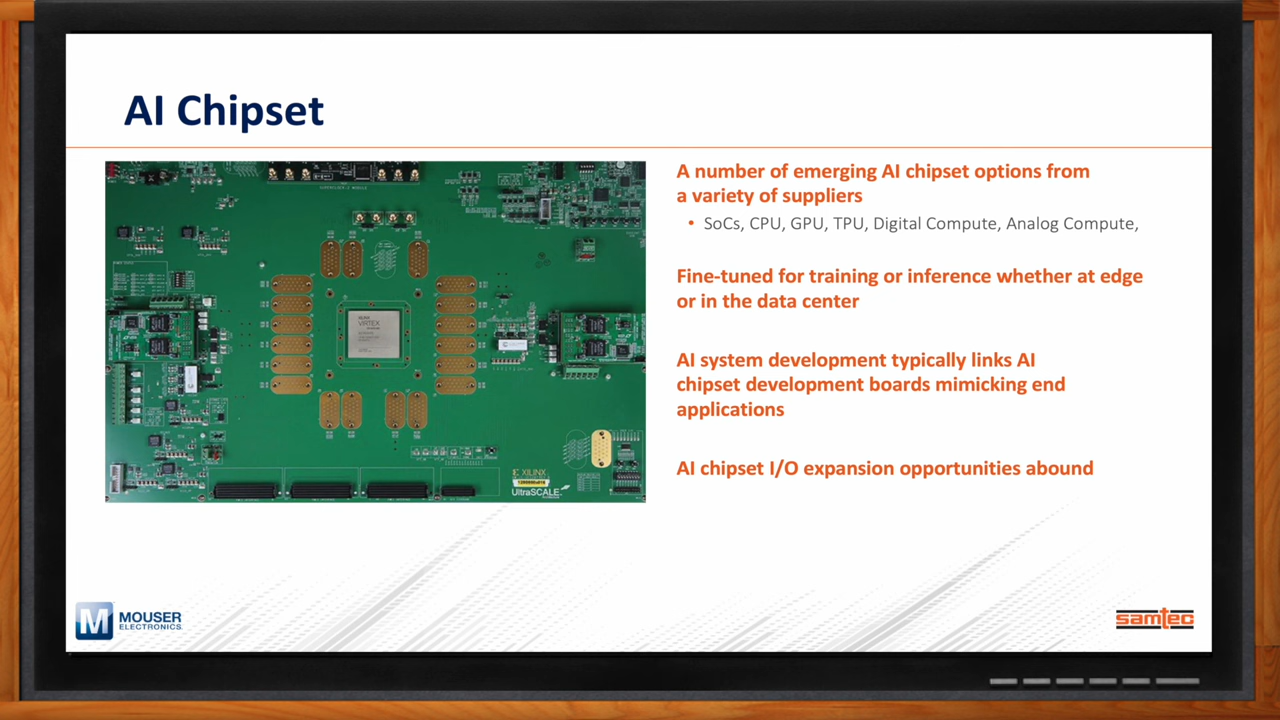 AI Chipset
A number of emerging AI chipset options from
a variety of suppliers
• SoCs, CPU, GPU, TPU, Digital Compute, Analog Compute,
Fine-tuned for training or inference whether at edge
or in the data center
AI system development typically links AI
chipset development boards mimicking end
applications
AI chipset I/O expansion opportunities abound
VIRTEX
XILINX
UltraSCALE
M MOUSER
ELECTRONICS
samtec